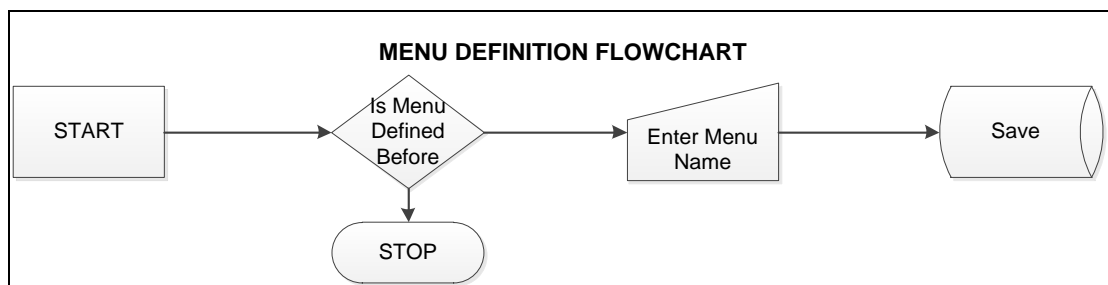 MENU DEFINITION FLOWCHART
START
Is Menu
Defined
Before
Enter Menu
Name
Save
STOP